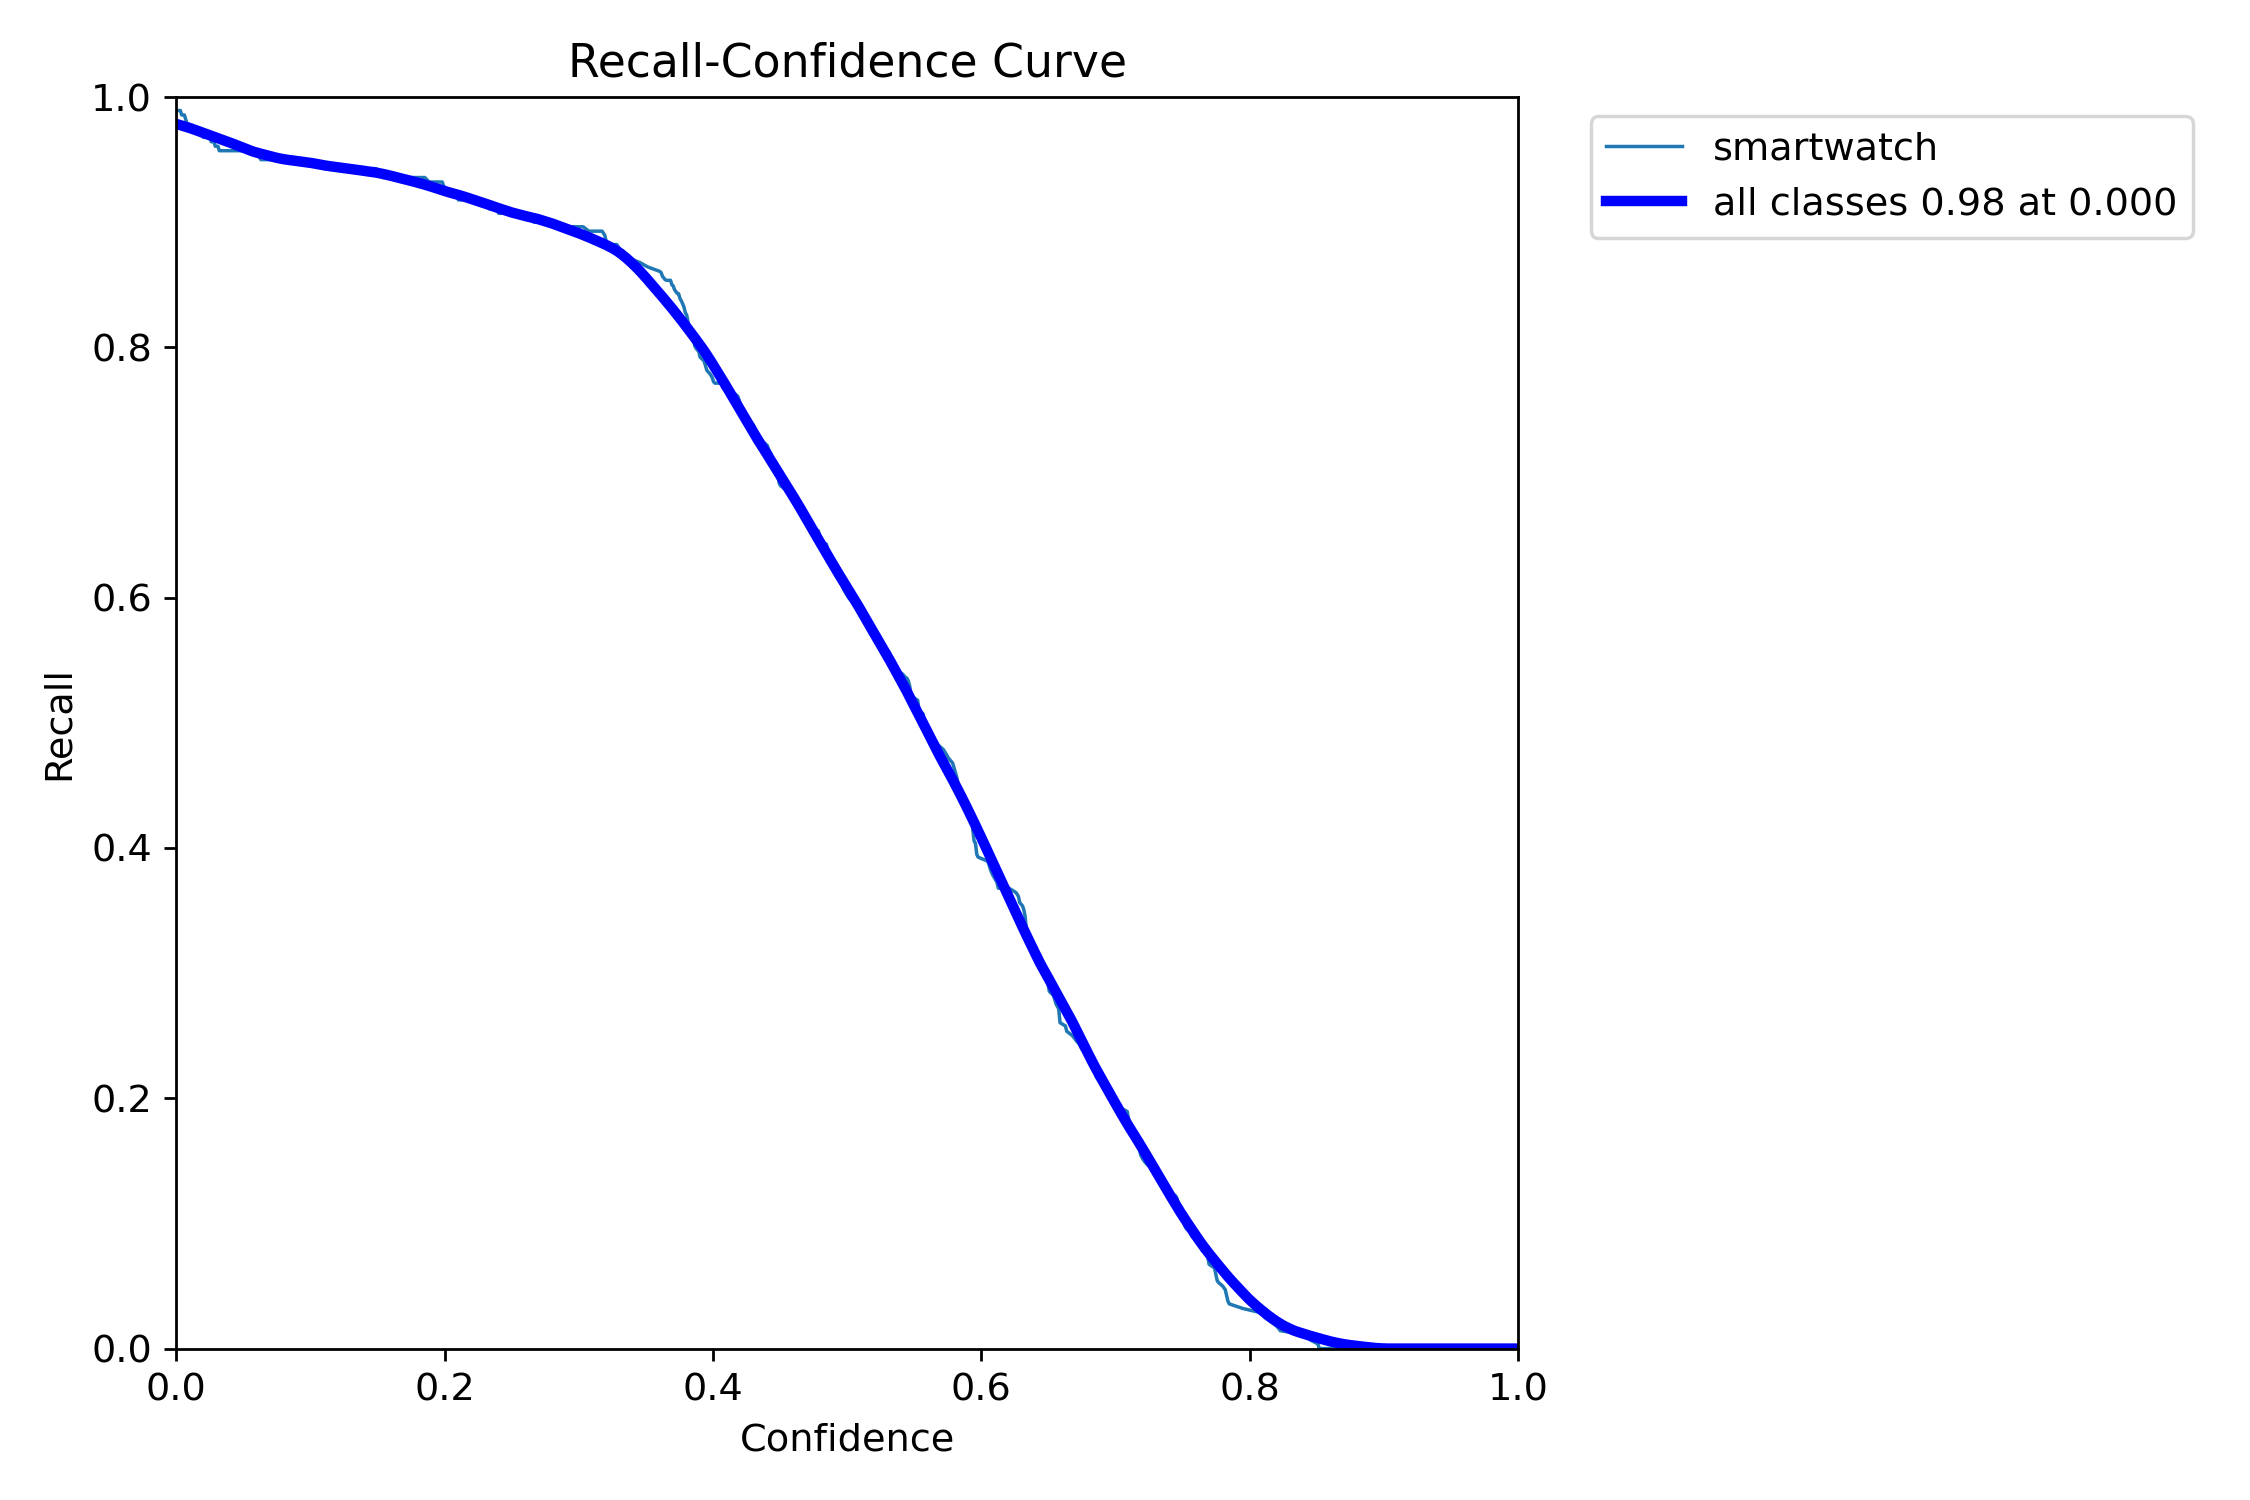 Recall-Confidence Curve
1.0
0.8
0.6
0.4
0.2
0.0
Recall
0.0 0.2 0.4 0.6 0.8 1.0
Confidence
smartwatch
all classes 0.98 at 0.000